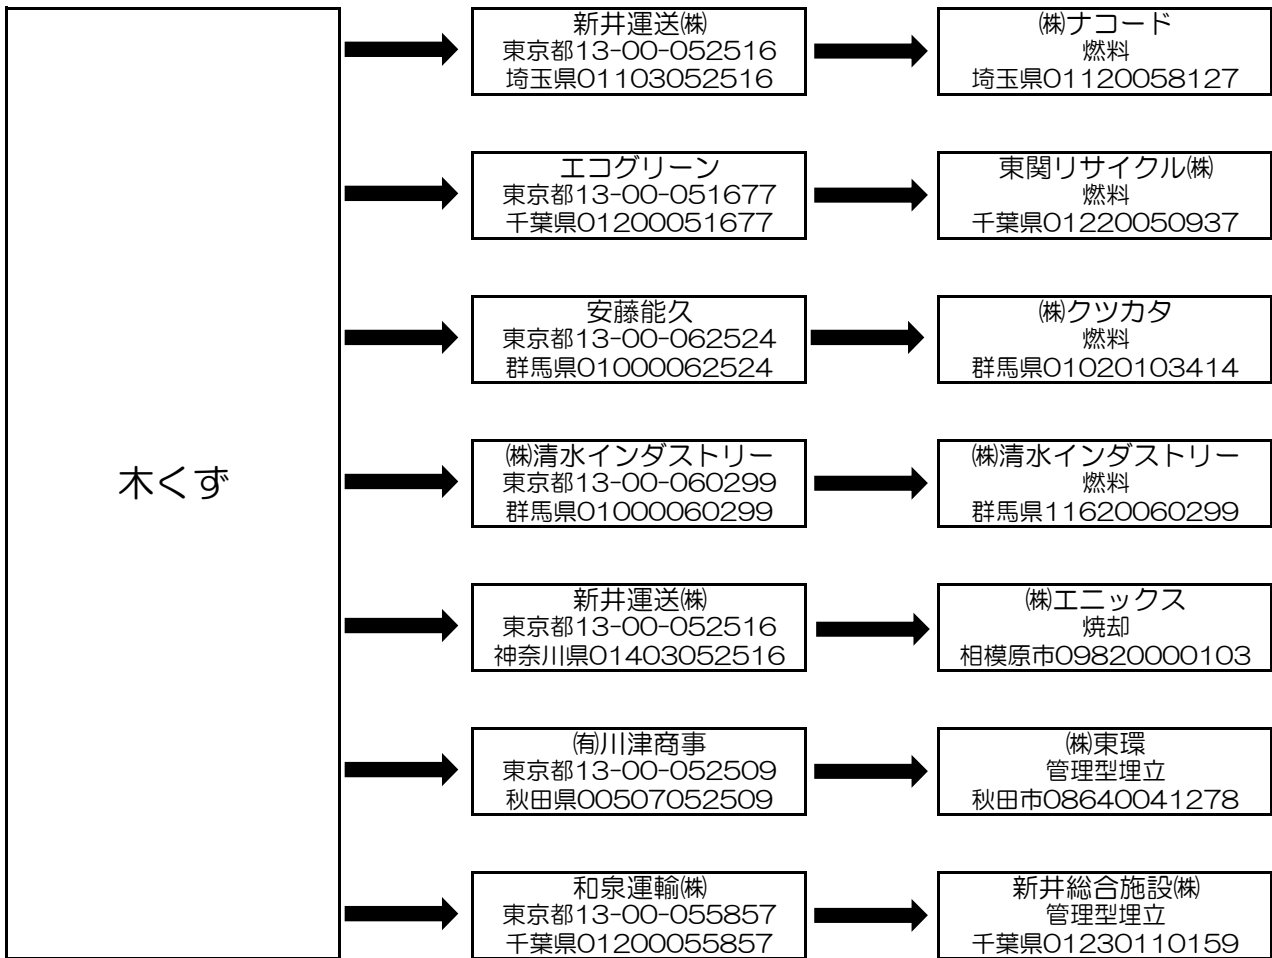 木くず
新井運送㈱
東京都13-00-052516
埼玉県01103052516
㈱ナコード
燃料
埼玉県01120058127
エコグリーン
東京都13-00-051677
千葉県01200051677
東関リサイクル㈱
燃料
千葉県01220050937
安藤能久
東京都13-00-062524
群馬県01000062524
㈱クツカタ
燃料
群馬県01020103414
㈱清水インダストリー
東京都13-00-060299
群馬県01000060299
㈱清水インダストリー
燃料
群馬県11620060299
新井運送㈱
東京都13-00-052516
神奈川県01403052516
㈱エニックス
焼却
相模原市09820000103
㈲川津商事
東京都13-00-052509
秋田県00507052509
㈱東環
管理型埋立
秋田市08640041278
和泉運輸㈱
東京都13-00-055857
千葉県01200055857
新井総合施設㈱
管理型埋立
千葉県01230110159